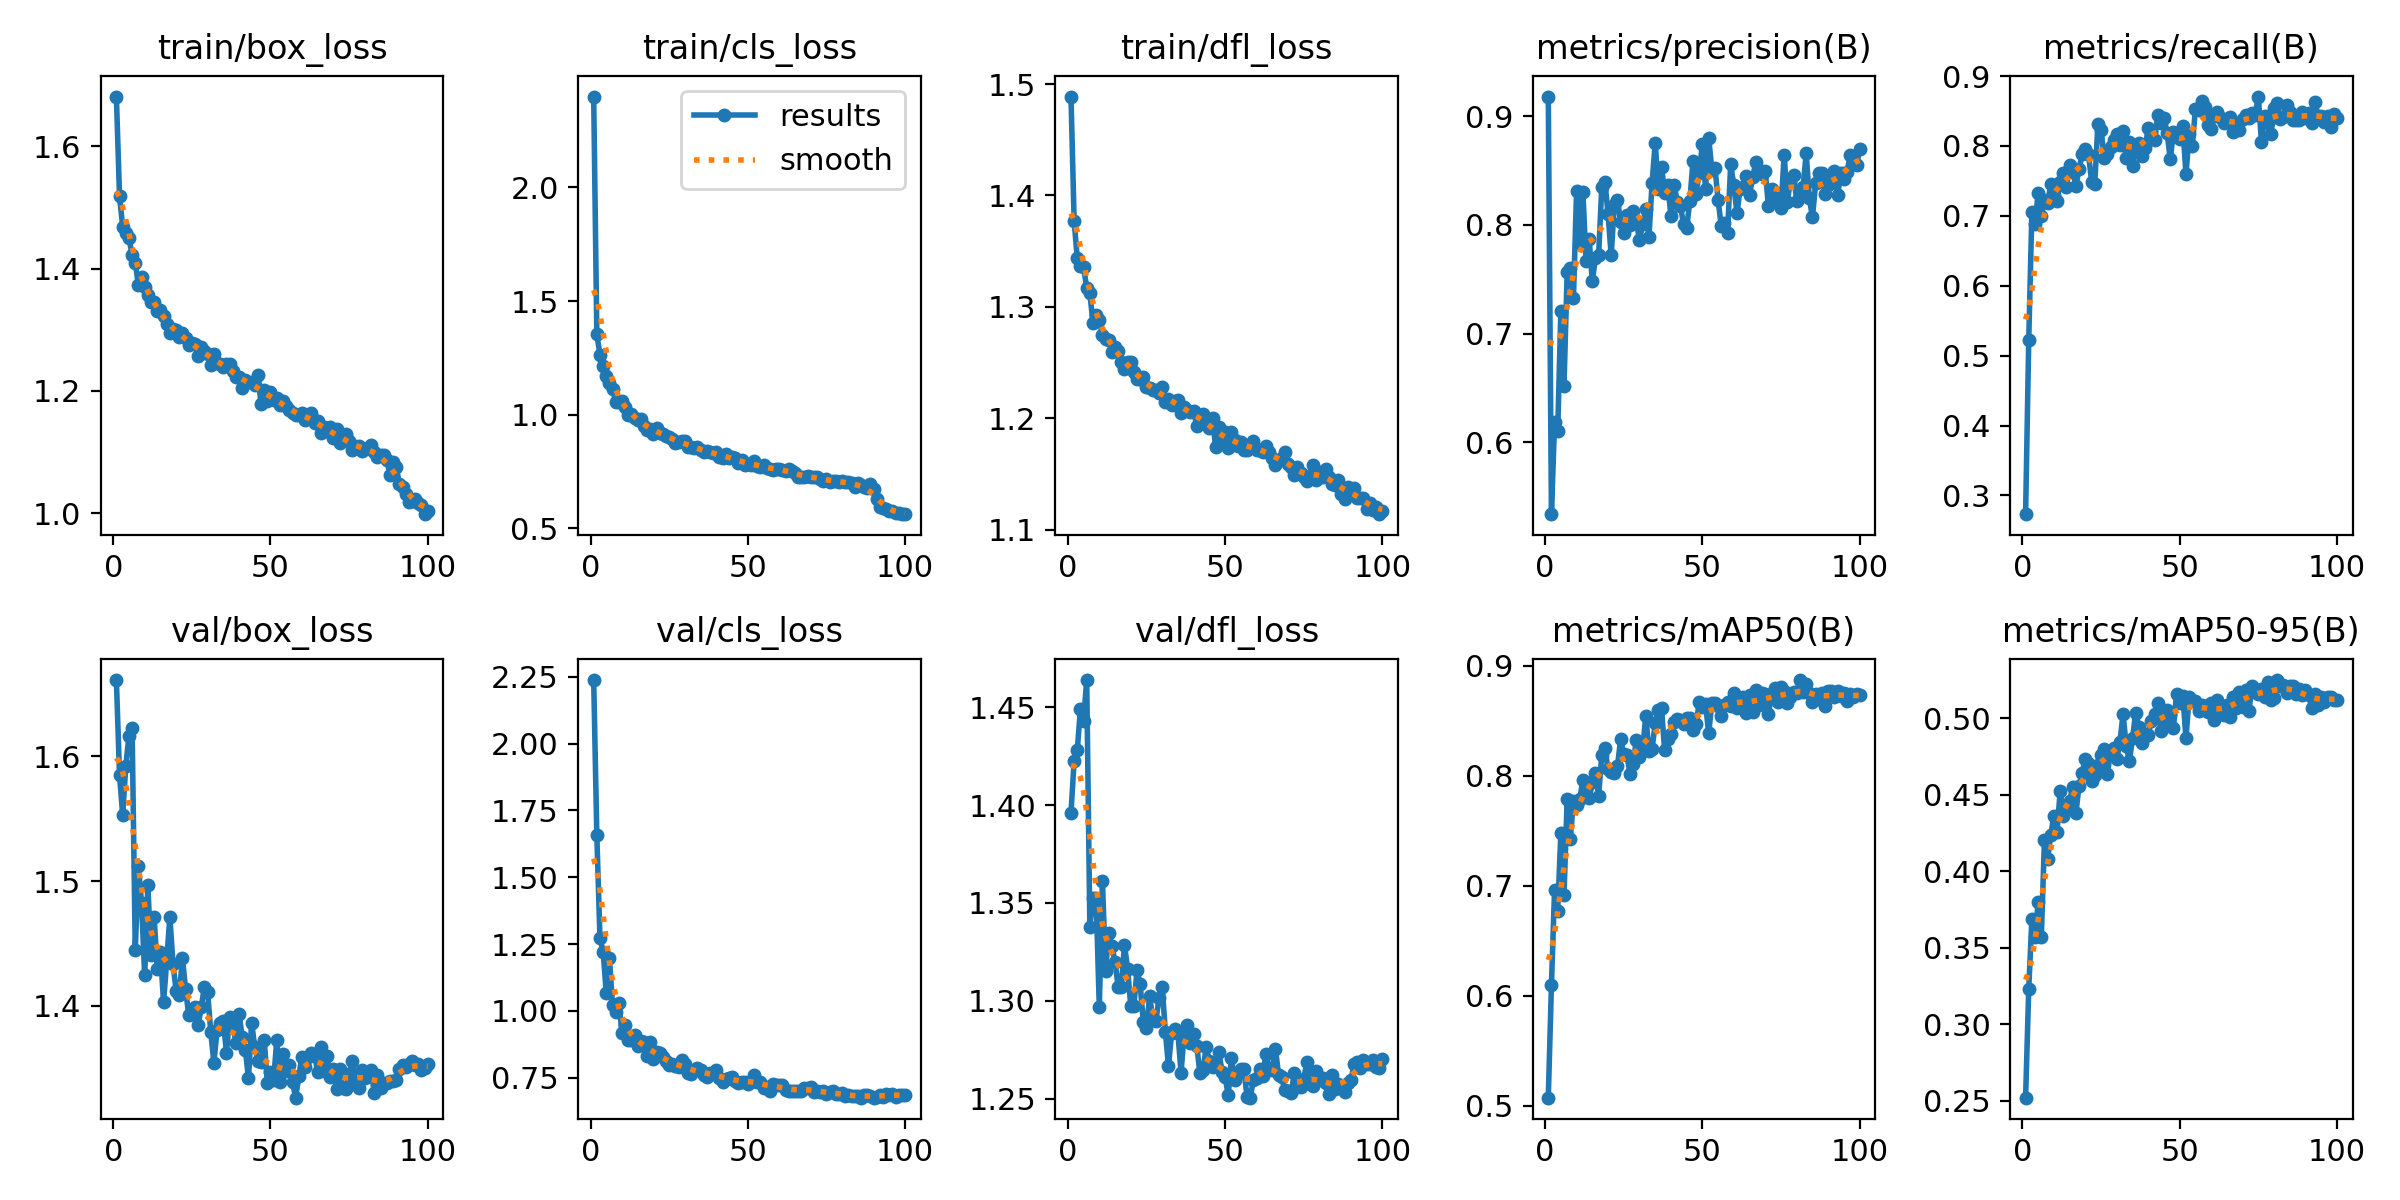 train/box_loss
1.6
1.4
1.2
1.0
0 50 100
train/cls_loss
results
smooth
2.0
1.5
1.0
0.5
0 50 100
train/dfl_loss
1.5
1.4
1.3
1.2
1.1
0 50 100
metrics/precision(B)
0.9
0.8
0.7
0.6
0 50 100
metrics/recall(B)
0.9
0.8
0.7
0.6
0.5
0.4
0.3
0 50 100
val/box_loss
1.6
1.5
1.4
0 50 100
val/cls_loss
2.25
2.00
1.75
1.50
1.25
1.00
0.75
0 50 100
val/dfl_loss
1.45
1.40
1.35
1.30
1.25
0 50 100
metrics/mAP50(B)
0.9
0.8
0.7
0.6
0.5
0 50 100
metrics/mAP50-95(B)
0.50
0.45
0.40
0.35
0.30
0.25
0 50 100